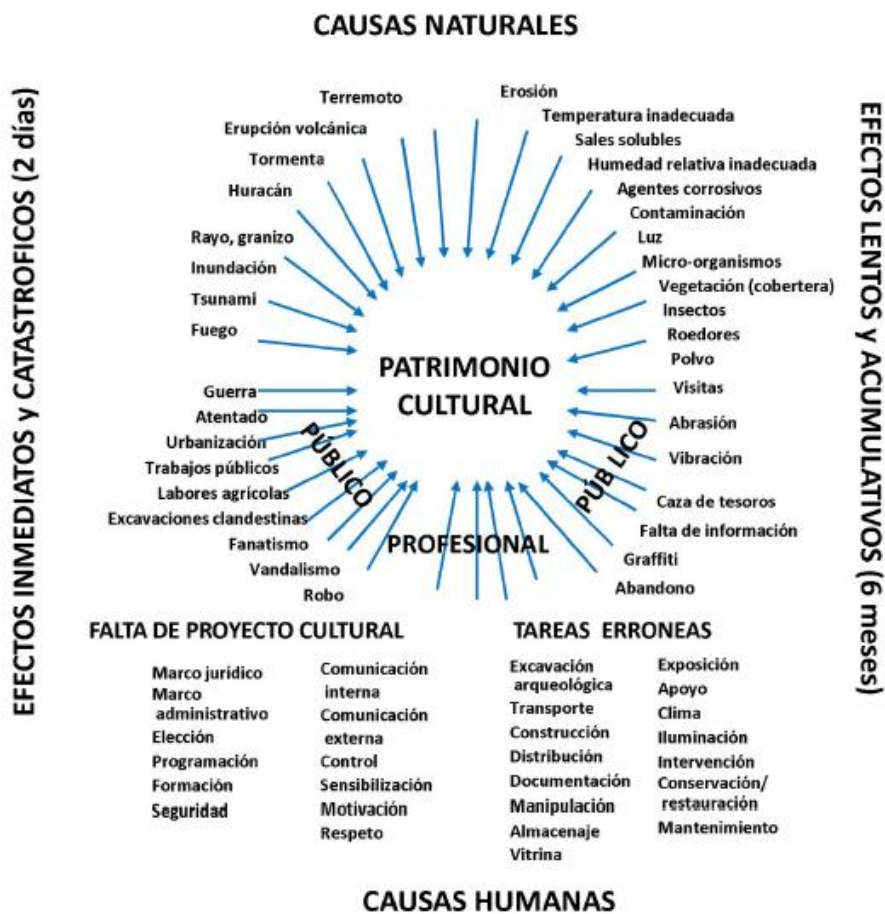 CAUSAS NATURALES
EFECTOS INMEDIATOS y CATASTROFICOS (2 días)
Terremoto
Erupción volcánica
Tormenta
Huracán
Rayo, granizo
Inundación
Tsunami
Fuego
Erosión
Temperatura inadecuada
Sales solubles
Humedad relativa inadecuada
Agentes corrosivos
Contaminación
Luz
Micro-organismos
Vegetación (cobertera)
Insectos
Roedores
Polvo
EFECTOS LENTOS y ACUMULATIVOS (6 meses)
PATRIMONIO
CULTURAL
Guerra
Atentado
Urbanización
Trabajos públicos
Labores agrícolas
Excavaciones clandestinas
Fanatismo
Vandalismo
Robo
PÚBLICO
PROFESIONAL
PÚB LICO
Visitas
Abrasión
Vibración
Caza de tesoros
Falta de información
Graffiti
Abandono
FALTA DE PROYECTO CULTURAL
Marco jurídico
Marco
administrativo
Elección
Programación
Formación
Seguridad
Comunicación
interna
Comunicación
externa
Control
Sensibilización
Motivación
Respeto
TAREAS ERRONEAS
Excavación
arqueológica
Transporte
Construcción
Distribución
Documentación
Manipulación
Almacenaje
Vitrina
Exposición
Apoyo
Clima
Iluminación
Intervención
Conservación/
restauración
Mantenimiento
CAUSAS HUMANAS